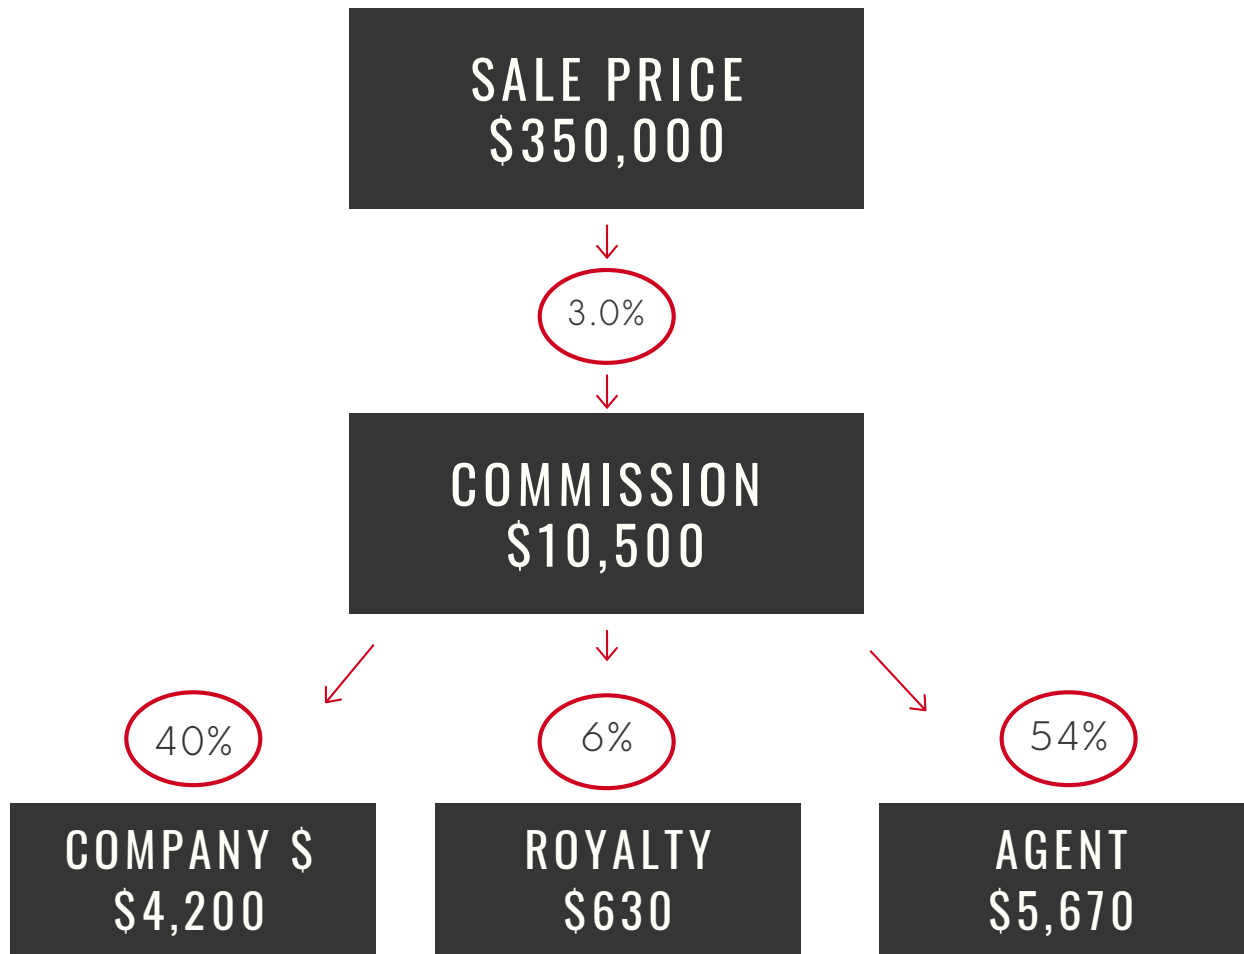 SALE PRICE
$350,000
3.0%
COMMISSION
$10,500
40%
6%
54%
COMPANY $
$4,200
ROYALTY
$630
AGENT
$5,670